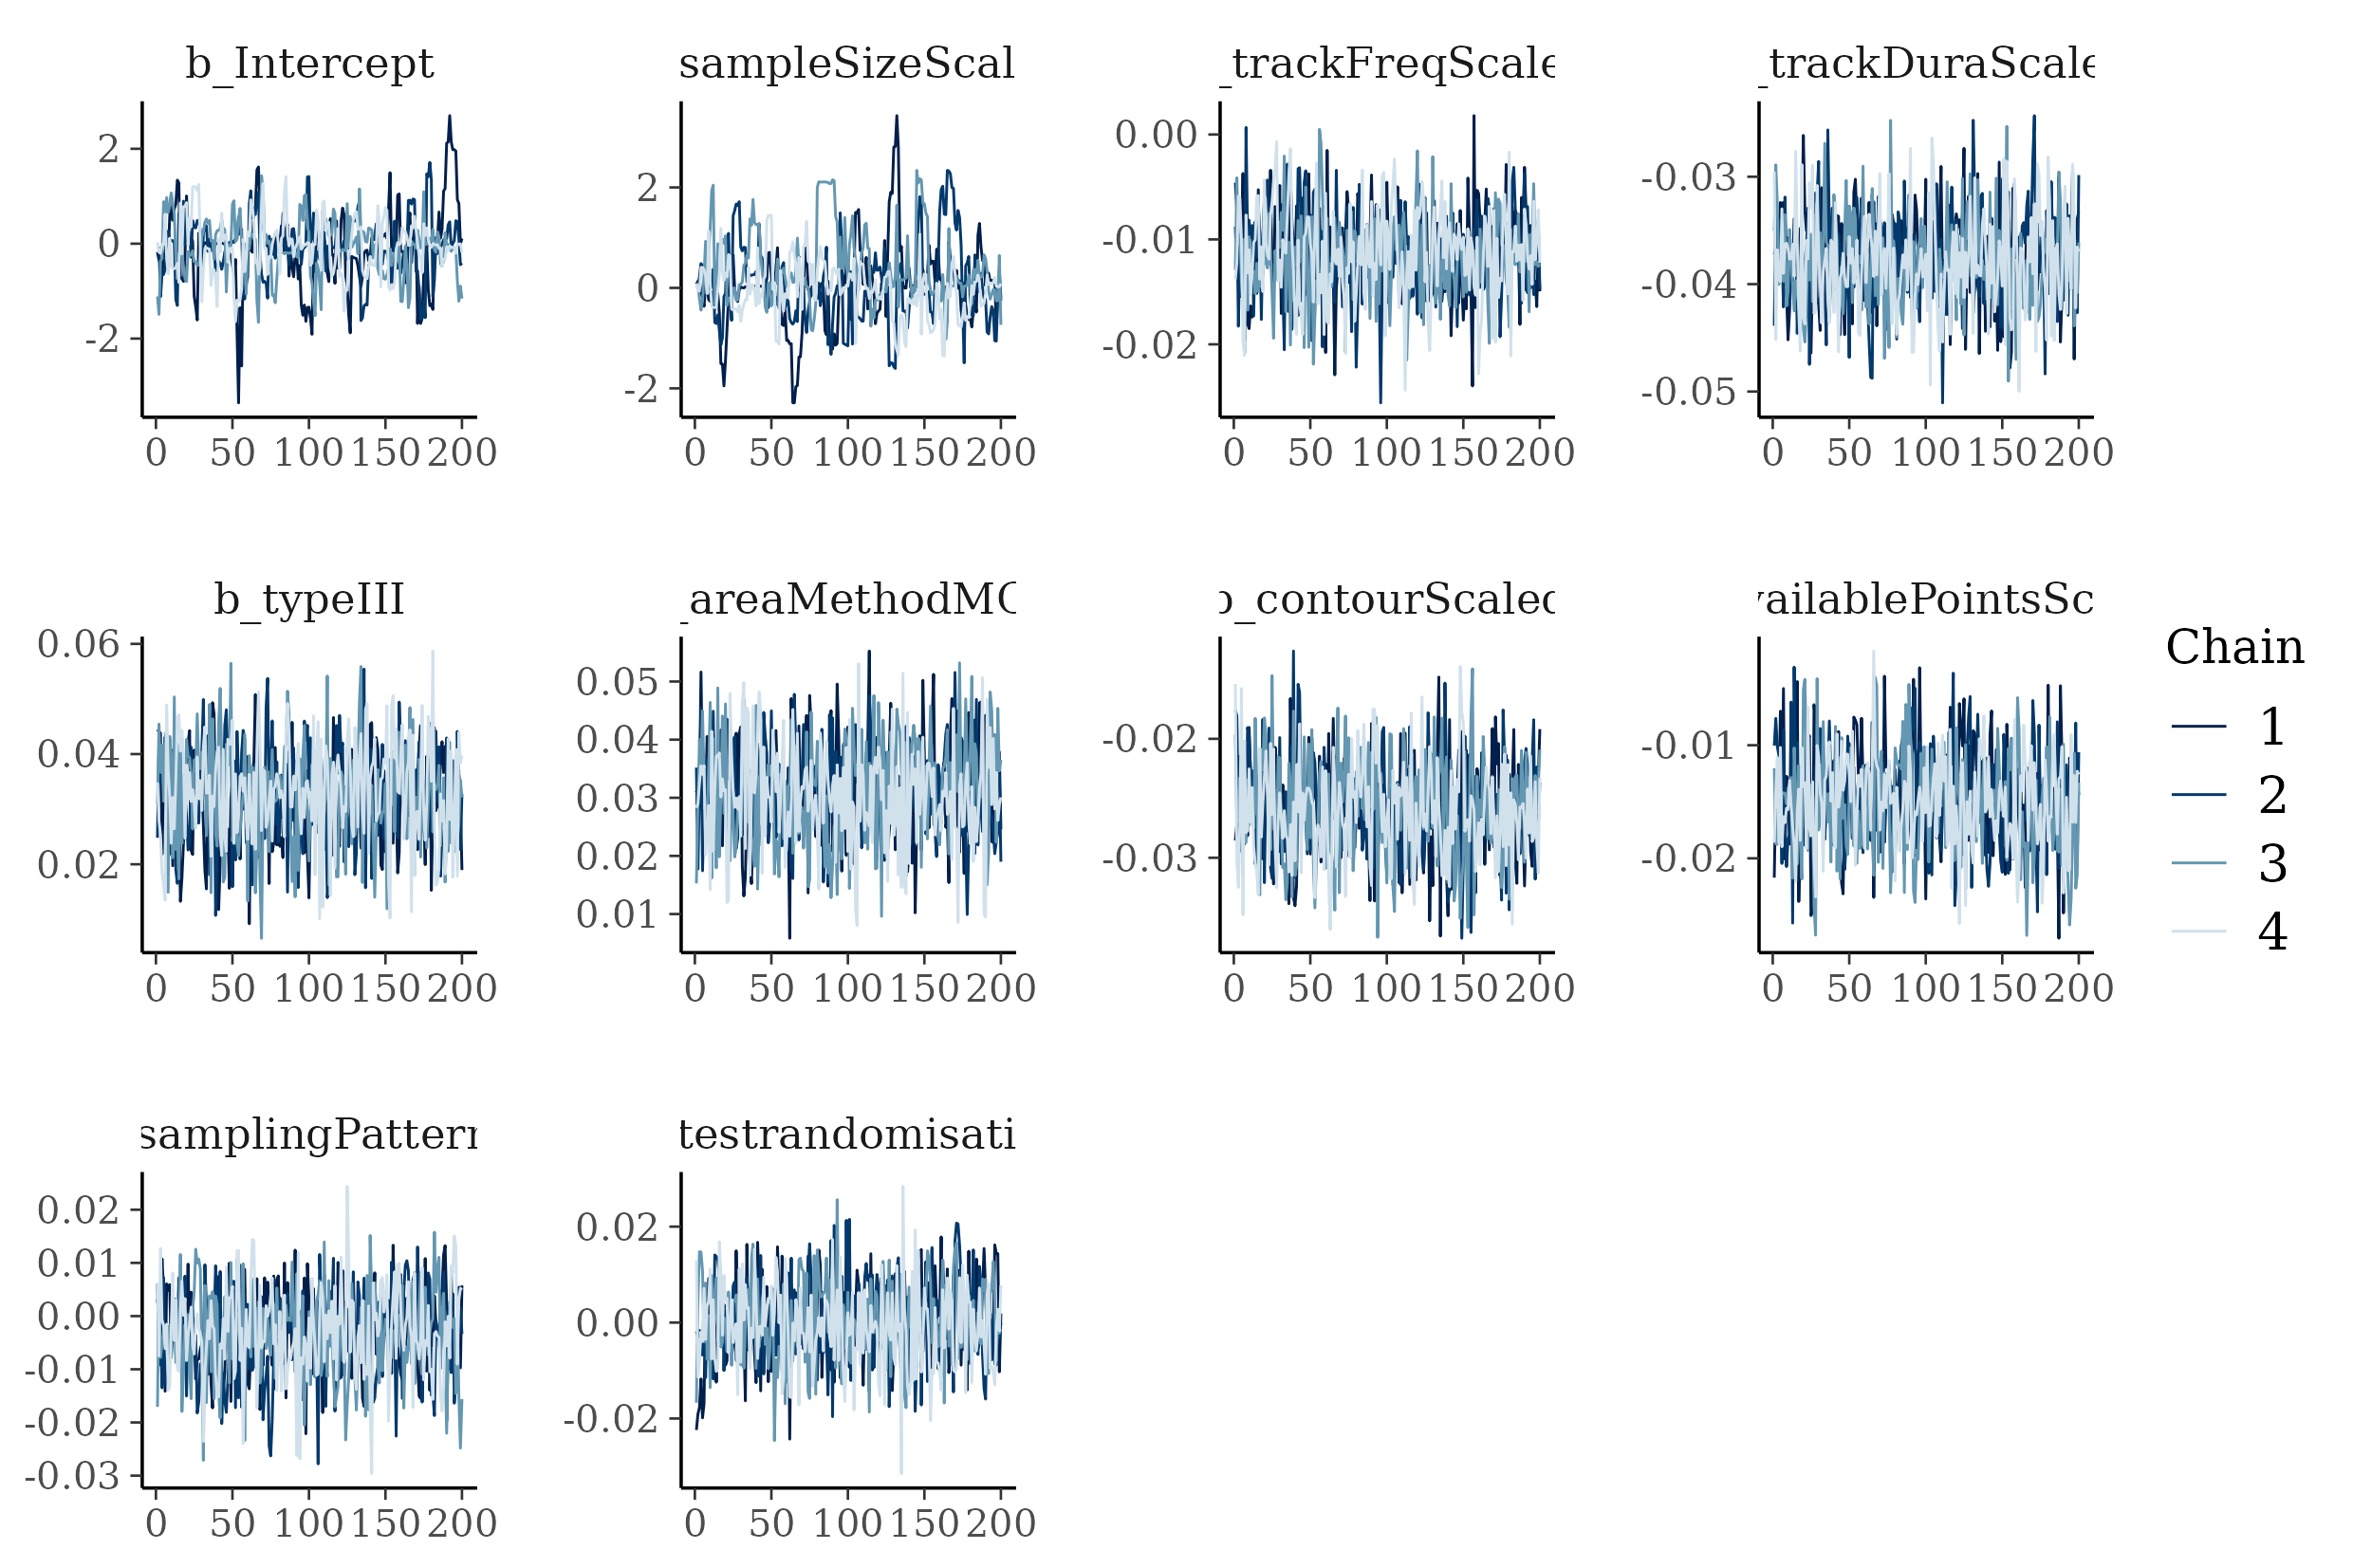 b_Intercept
sampleSizeScal
_trackFreqScale
_trackDuraScale
2
0
-2
2
0
-2
0.00
-0.01
-0.02
-0.03
-0.04
-0.05
0 50 100 150 200
0 50 100 150 200
0 50 100 150 200
0 50 100 150 200
b_typeIII
_areaMethodMC
b_contourScaled
vailablePointsSc
0.06
0.04
0.02
0.05
0.04
0.03
0.02
0.01
-0.02
-0.03
-0.01
-0.02
0 50 100 150 200
0 50 100 150 200
0 50 100 150 200
0 50 100 150 200
Chain
1
2
3
4
samplingPattern
testrandomisati
0.02
0.01
0.00
-0.01
-0.02
-0.03
0.02
0.00
-0.02
0 50 100 150 200
0 50 100 150 200